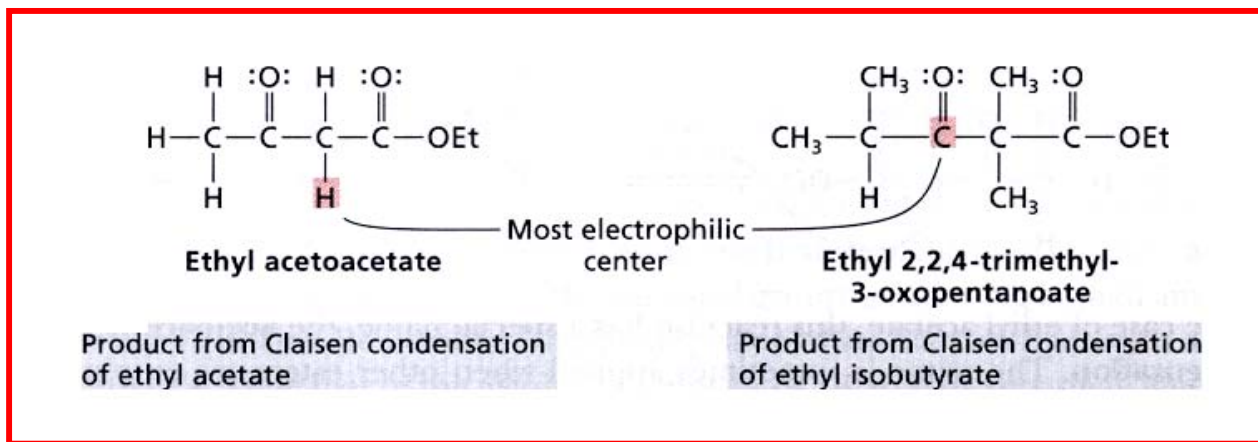 H :O: H :O:
H—C—C—C—C—OEt
H H
CH₃ :O: CH₃ :O
CH₃—C—C—C—C—OEt
H CH₃
Most electrophilic
center
Ethyl acetoacetate
Ethyl 2,2,4-trimethyl-
3-oxopentanoate
Product from Claisen condensation
of ethyl acetate
Product from Claisen condensation
of ethyl isobutyrate